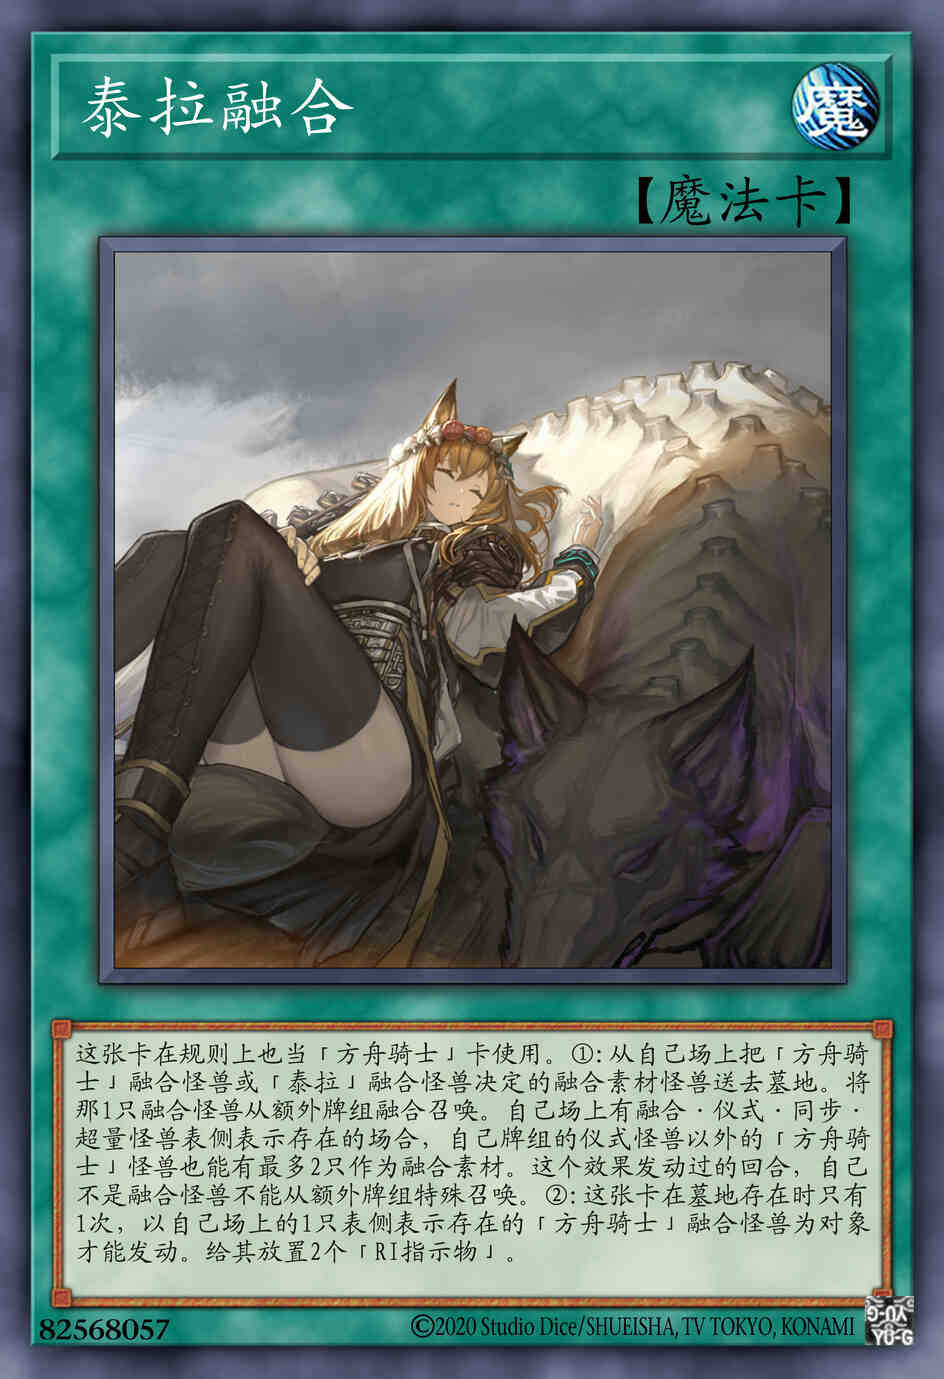 泰拉融合
魔
【魔法卡】
这张卡在规则上也当「方舟骑士」卡使用。①:从自己场上把「方舟骑
士」融合怪兽或「泰拉」融合怪兽决定的融合素材怪兽送去墓地。将
那1只融合怪兽从额外牌组融合召唤。自己场上有融合·仪式·同步·
超量怪兽表侧表示存在的场合，自己牌组的仪式怪兽以外的「方舟骑
士」怪兽也能有最多2只作为融合素材。这个效果发动过的回合，自己
不是融合怪兽不能从额外牌组特殊召唤。②:这张卡在墓地存在时只有
1次，以自己场上的1只表侧表示存在的「方舟骑士」融合怪兽为对象
才能发动。给其放置2个「RI指示物」。
82568057
©2020 Studio Dice/SHUEISHA, TV TOKYO, KONAMI
YU-G
YU-G